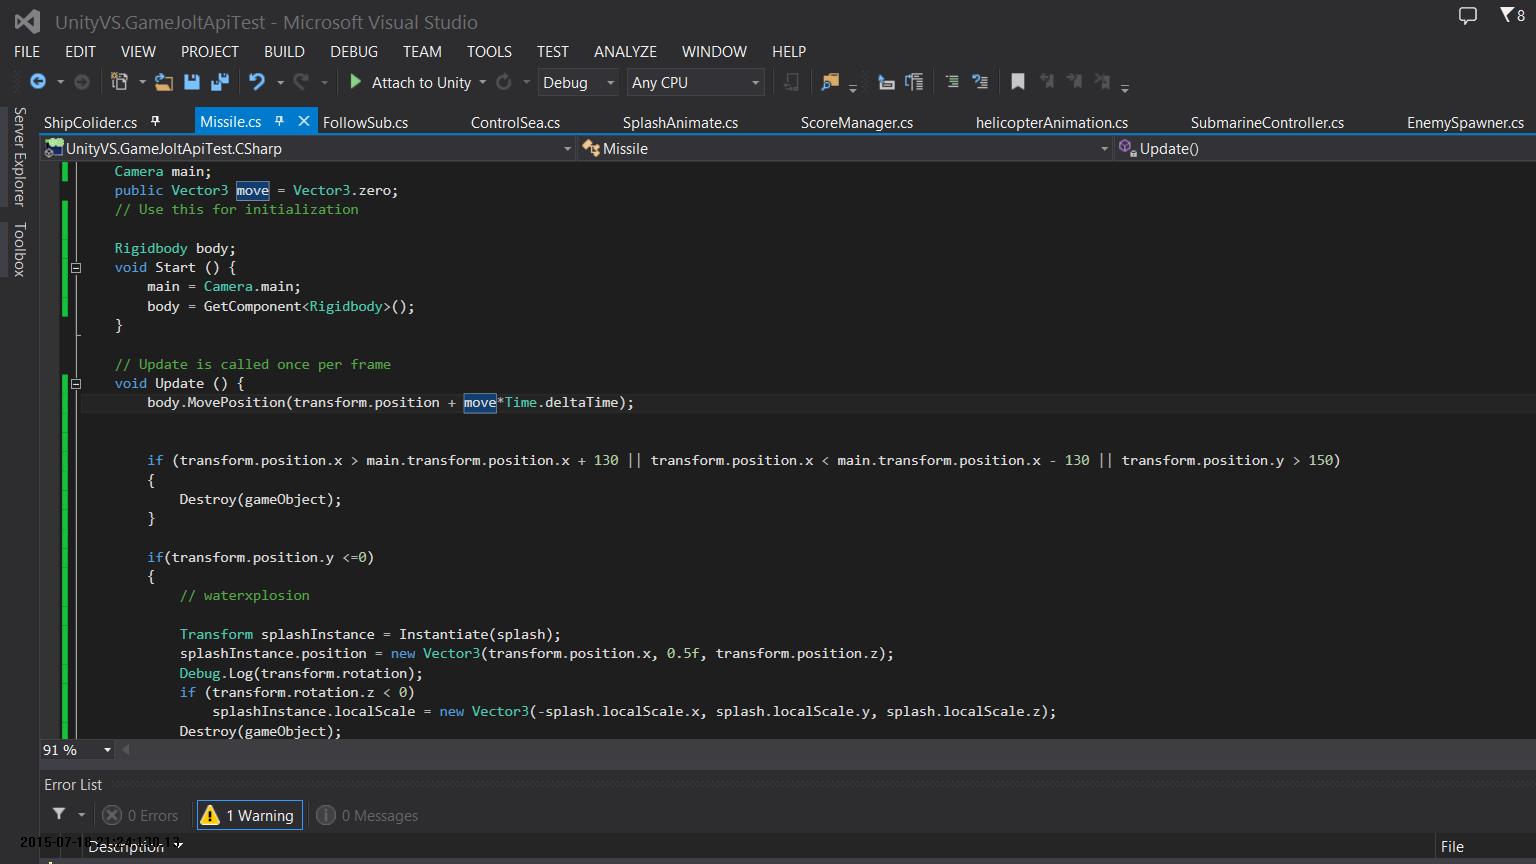 UnityVS.GameJoltApiTest - Microsoft Visual Studio
8
FILE EDIT VIEW PROJECT BUILD DEBUG TEAM TOOLS TEST ANALYZE WINDOW HELP
Attach to Unity Debug Any CPU
Server Explorer
Toolbox
ShipColider.cs Missile.cs FollowSub.cs ControlSea.cs SplashAnimate.cs ScoreManager.cs helicopterAnimation.cs SubmarineController.cs EnemySpawner.cs
UnityVS.GameJoltApiTest.CSharp Missile Update()
Camera main;
public Vector3 move = Vector3.zero;
// Use this for initialization
Rigidbody body;
void Start () {
main = Camera.main;
body = GetComponent<Rigidbody>();
}
// Update is called once per frame
void Update () {
body.MovePosition(transform.position + move*Time.deltaTime);
if (transform.position.x > main.transform.position.x + 130 || transform.position.x < main.transform.position.x - 130 || transform.position.y > 150)
{
Destroy(gameObject);
}
if(transform.position.y <=0)
{
// waterxplosion
Transform splashInstance = Instantiate(splash);
splashInstance.position = new Vector3(transform.position.x, 0.5f, transform.position.z);
Debug.Log(transform.rotation);
if (transform.rotation.z < 0)
splashInstance.localScale = new Vector3(-splash.localScale.x, splash.localScale.y, splash.localScale.z);
Destroy(gameObject);
91 %
Error List
0 Errors 1 Warning 0 Messages
Description File